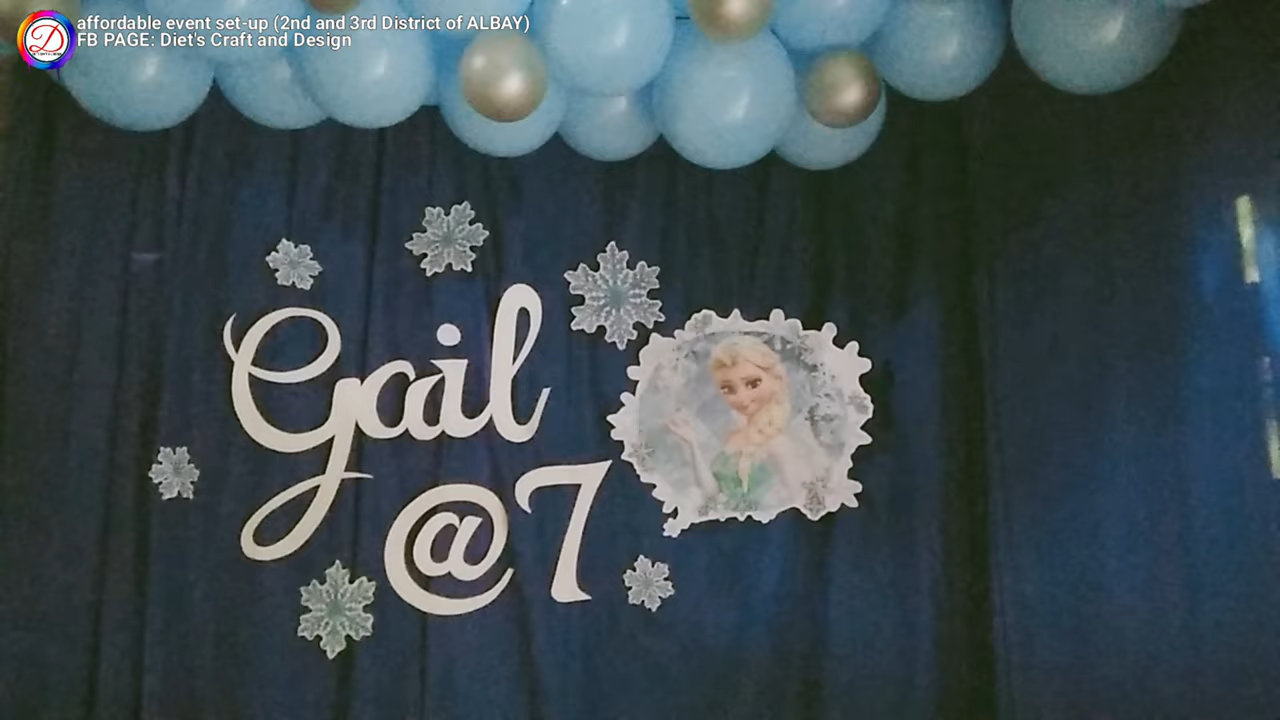 affordable event set-up (2nd and 3rd District of ALBAY)
FB PAGE: Diet's Craft and Design
Gail
@7